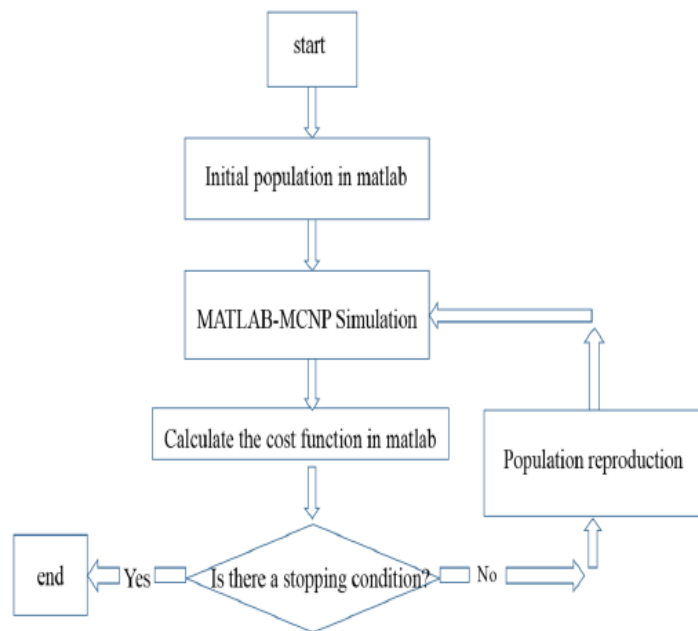 start
Initial population in matlab
MATLAB-MCNP Simulation
Calculate the cost function in matlab
Population reproduction
Is there a stopping condition?
Yes
No
end